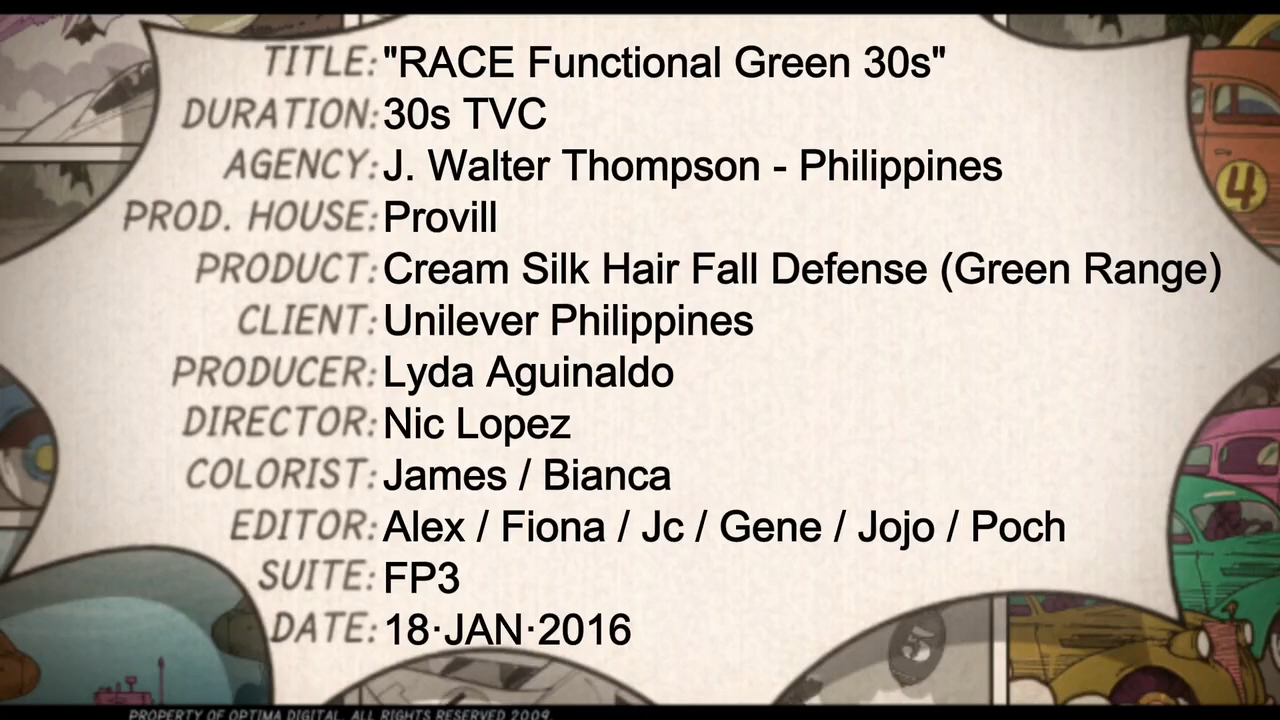 TITLE: "RACE Functional Green 30s"
DURATION: 30s TVC
AGENCY: J. Walter Thompson - Philippines
PROD. HOUSE: Provill
PRODUCT: Cream Silk Hair Fall Defense (Green Range)
CLIENT: Unilever Philippines
PRODUCER: Lyda Aguinaldo
DIRECTOR: Nic Lopez
COLORIST: James / Bianca
EDITOR: Alex / Fiona / Jc / Gene / Jojo / Poch
SUITE: FP3
DATE: 18·JAN·2016
4
5
PROPERTY OF OPTIMA DIGITAL. ALL RIGHTS RESERVED 2009.